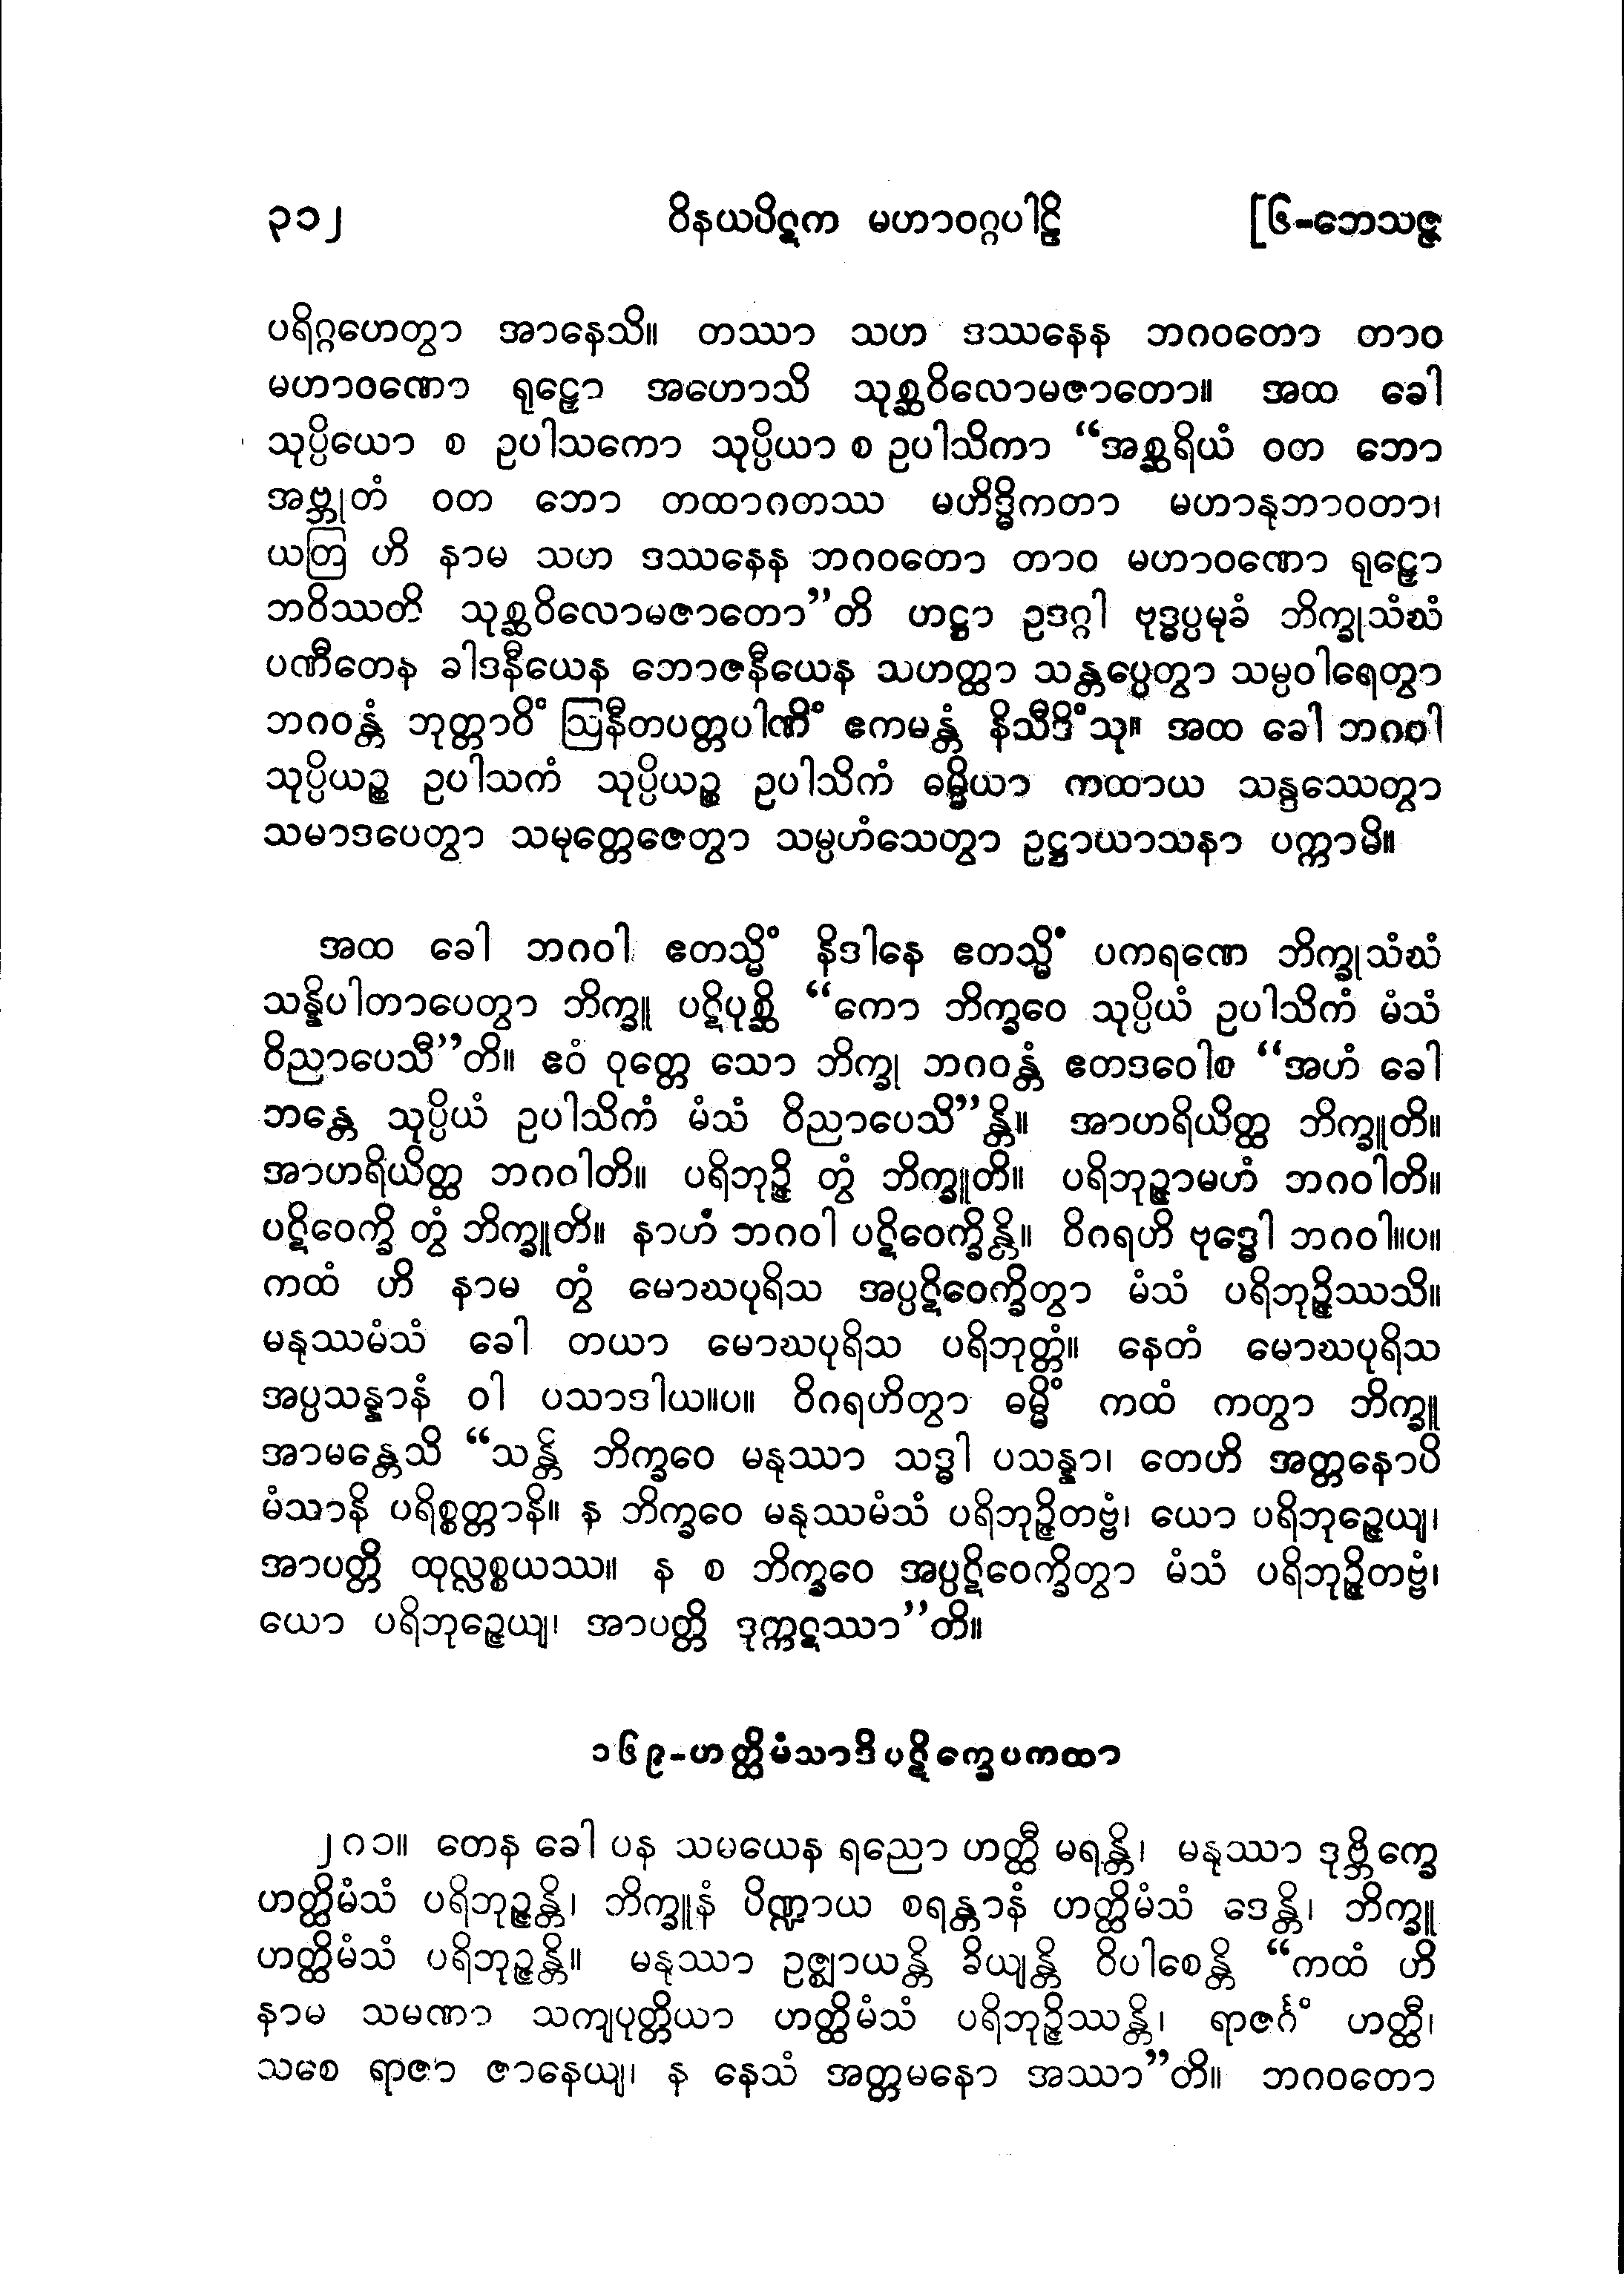 ၃၁၂ ဝိနယပိဋက မဟာဝဂ္ဂပါဠိ [၆-ဘေသဇ္ဇ
ပရိဂ္ဂဟေတွာ အာနေသိ။ တဿာ သဟ ဒဿနေန ဘဂဝတော တာဝ
မဟာဝဏော ရုဠှော အဟောသိ သုစ္ဆဝိလောမဇာတော။ အထ ခေါ
သုပ္ပိယော စ ဥပါသကော သုပ္ပိယာ စ ဥပါသိကာ “အစ္ဆရိယံ ဝတ ဘော
အဗ္ဘုတံ ဝတ ဘော တထာဂတဿ မဟိဒ္ဓိကတာ မဟာနုဘာဝတာ၊
ယတြ ဟိ နာမ သဟ ဒဿနေန ဘဂဝတော တာဝ မဟာဝဏော ရုဠှော
ဘဝိဿတိ သုစ္ဆဝိလောမဇာတော”တိ ဟဋ္ဌာ ဥဒဂ္ဂါ ဗုဒ္ဓပ္ပမုခံ ဘိက္ခုသံဃံ
ပဏီတေန ခါဒနီယေန ဘောဇနီယေန သဟတ္ထာ သန္တပ္ပေတွာ သမ္ပဝါရေတွာ
ဘဂဝန္တံ ဘုတ္တာဝိံ ဩနီတပတ္တပါဏိံ ဧကမန္တံ နိသီဒိံသု။ အထ ခေါ ဘဂဝါ
သုပ္ပိယဉ္စ ဥပါသကံ သုပ္ပိယဉ္စ ဥပါသိကံ ဓမ္မိယာ ကထာယ သန္ဒဿေတွာ
သမာဒပေတွာ သမုတ္တေဇေတွာ သမ္ပဟံသေတွာ ဥဋ္ဌာယာသနာ ပက္ကာမိ။
အထ ခေါ ဘဂဝါ ဧတသ္မိံ နိဒါနေ ဧတသ္မိံ ပကရဏေ ဘိက္ခုသံဃံ
သန္နိပါတာပေတွာ ဘိက္ခူ ပဋိပုစ္ဆိ “ကော ဘိက္ခဝေ သုပ္ပိယံ ဥပါသိကံ မံသံ
ဝိညာပေသီ”တိ။ ဧဝံ ဝုတ္တေ သော ဘိက္ခု ဘဂဝန္တံ ဧတဒဝေါစ “အဟံ ခေါ
ဘန္တေ သုပ္ပိယံ ဥပါသိကံ မံသံ ဝိညာပေသိ”န္တိ။ အာဟရိယိတ္ထ ဘိက္ခူတိ။
အာဟရိယိတ္ထ ဘဂဝါတိ။ ပရိဘုဉ္ဇိ တွံ ဘိက္ခူတိ။ ပရိဘုဉ္ဇာမဟံ ဘဂဝါတိ။
ပဋိဝေက္ခိ တွံ ဘိက္ခူတိ။ နာဟံ ဘဂဝါ ပဋိဝေက္ခိန္တိ။ ဝိဂရဟိ ဗုဒ္ဓေါ ဘဂဝါ။ပ။
ကထံ ဟိ နာမ တွံ မောဃပုရိသ အပ္ပဋိဝေက္ခိတွာ မံသံ ပရိဘုဉ္ဇိဿသိ။
မနုဿမံသံ ခေါ တယာ မောဃပုရိသ ပရိဘုတ္တံ။ နေတံ မောဃပုရိသ
အပ္ပသန္နာနံ ဝါ ပသာဒါယ။ပ။ ဝိဂရဟိတွာ ဓမ္မိံ ကထံ ကတွာ ဘိက္ခူ
အာမန္တေသိ “သန္တိ ဘိက္ခဝေ မနုဿာ သဒ္ဓါ ပသန္နာ၊ တေဟိ အတ္တနောပိ
မံသာနိ ပရိစ္စတ္တာနိ။ န ဘိက္ခဝေ မနုဿမံသံ ပရိဘုဉ္ဇိတဗ္ဗံ၊ ယော ပရိဘုဉ္ဇေယျ၊
အာပတ္တိ ထုလ္လစ္စယဿ။ န စ ဘိက္ခဝေ အပ္ပဋိဝေက္ခိတွာ မံသံ ပရိဘုဉ္ဇိတဗ္ဗံ၊
ယော ပရိဘုဉ္ဇေယျ၊ အာပတ္တိ ဒုက္ကဋဿာ”တိ။
၁၆၉-ဟတ္ထိမံသာဒိပဋိက္ခေပကထာ
၂၈၁။ တေန ခေါ ပန သမယေန ရညော ဟတ္ထီ မရန္တိ၊ မနုဿာ ဒုဗ္ဘိက္ခေ
ဟတ္ထိမံသံ ပရိဘုဉ္ဇန္တိ၊ ဘိက္ခူနံ ပိဏ္ဍာယ စရန္တာနံ ဟတ္ထိမံသံ ဒေန္တိ၊ ဘိက္ခူ
ဟတ္ထိမံသံ ပရိဘုဉ္ဇန္တိ။ မနုဿာ ဥဇ္ဈာယန္တိ ခိယျန္တိ ဝိပါစေန္တိ “ကထံ ဟိ
နာမ သမဏာ သကျပုတ္တိယာ ဟတ္ထိမံသံ ပရိဘုဉ္ဇိဿန္တိ၊ ရာဇင်္ဂံ ဟတ္ထီ၊
သစေ ရာဇာ ဇာနေယျ၊ န နေသံ အတ္တမနော အဿာ”တိ။ ဘဂဝတော